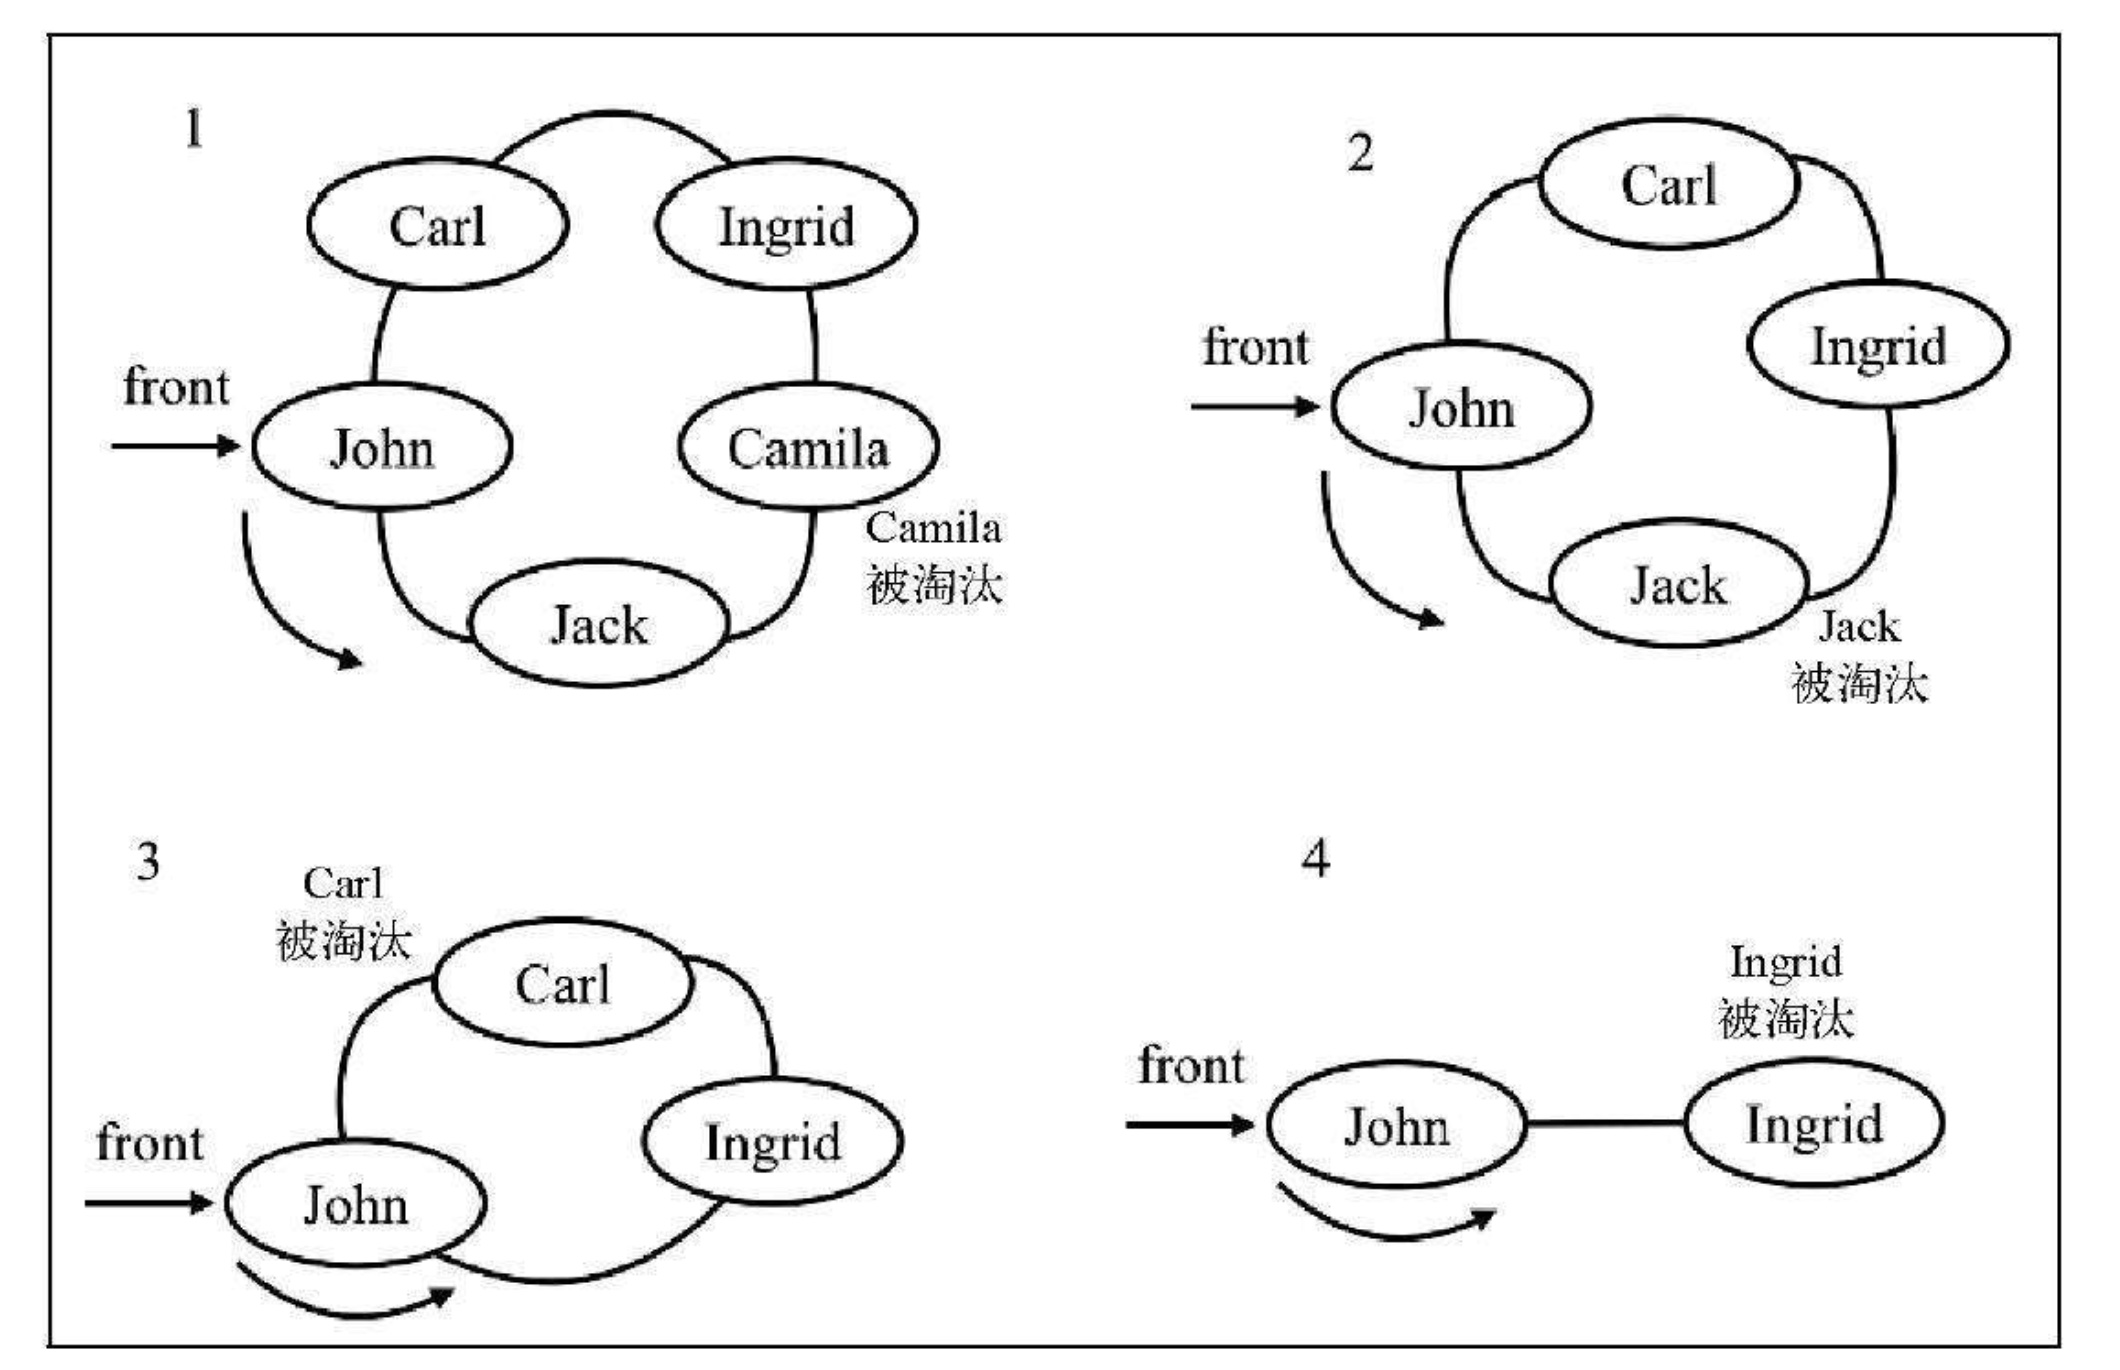 1
Carl
Ingrid
front
John
Camila
Camila
被淘汰
Jack
2
Carl
front
Ingrid
John
Jack
Jack
被淘汰
3
Carl
被淘汰
Carl
front
Ingrid
John
4
Ingrid
被淘汰
front
John
Ingrid